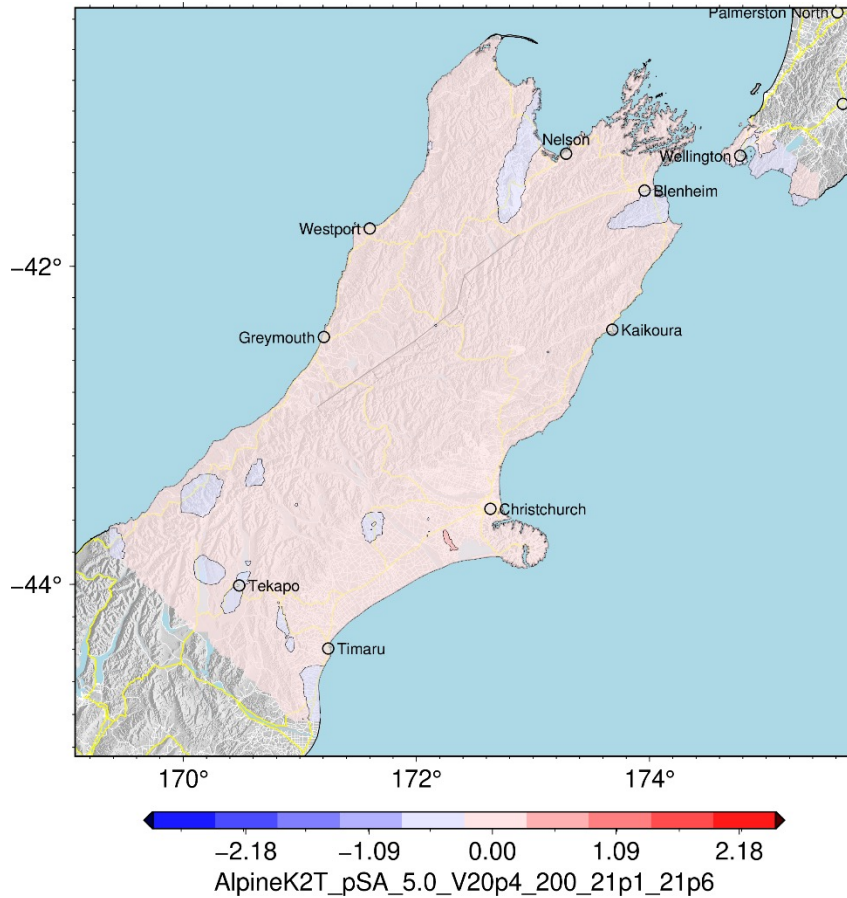 Palmerston North
Nelson
Wellington
Blenheim
Westport
−42°
Greymouth
Kaikoura
Christchurch
−44°
Tekapo
Timaru
170°
172°
174°
−2.18
−1.09
0.00
1.09
2.18
AlpineK2T_pSA_5.0_V20p4_200_21p1_21p6